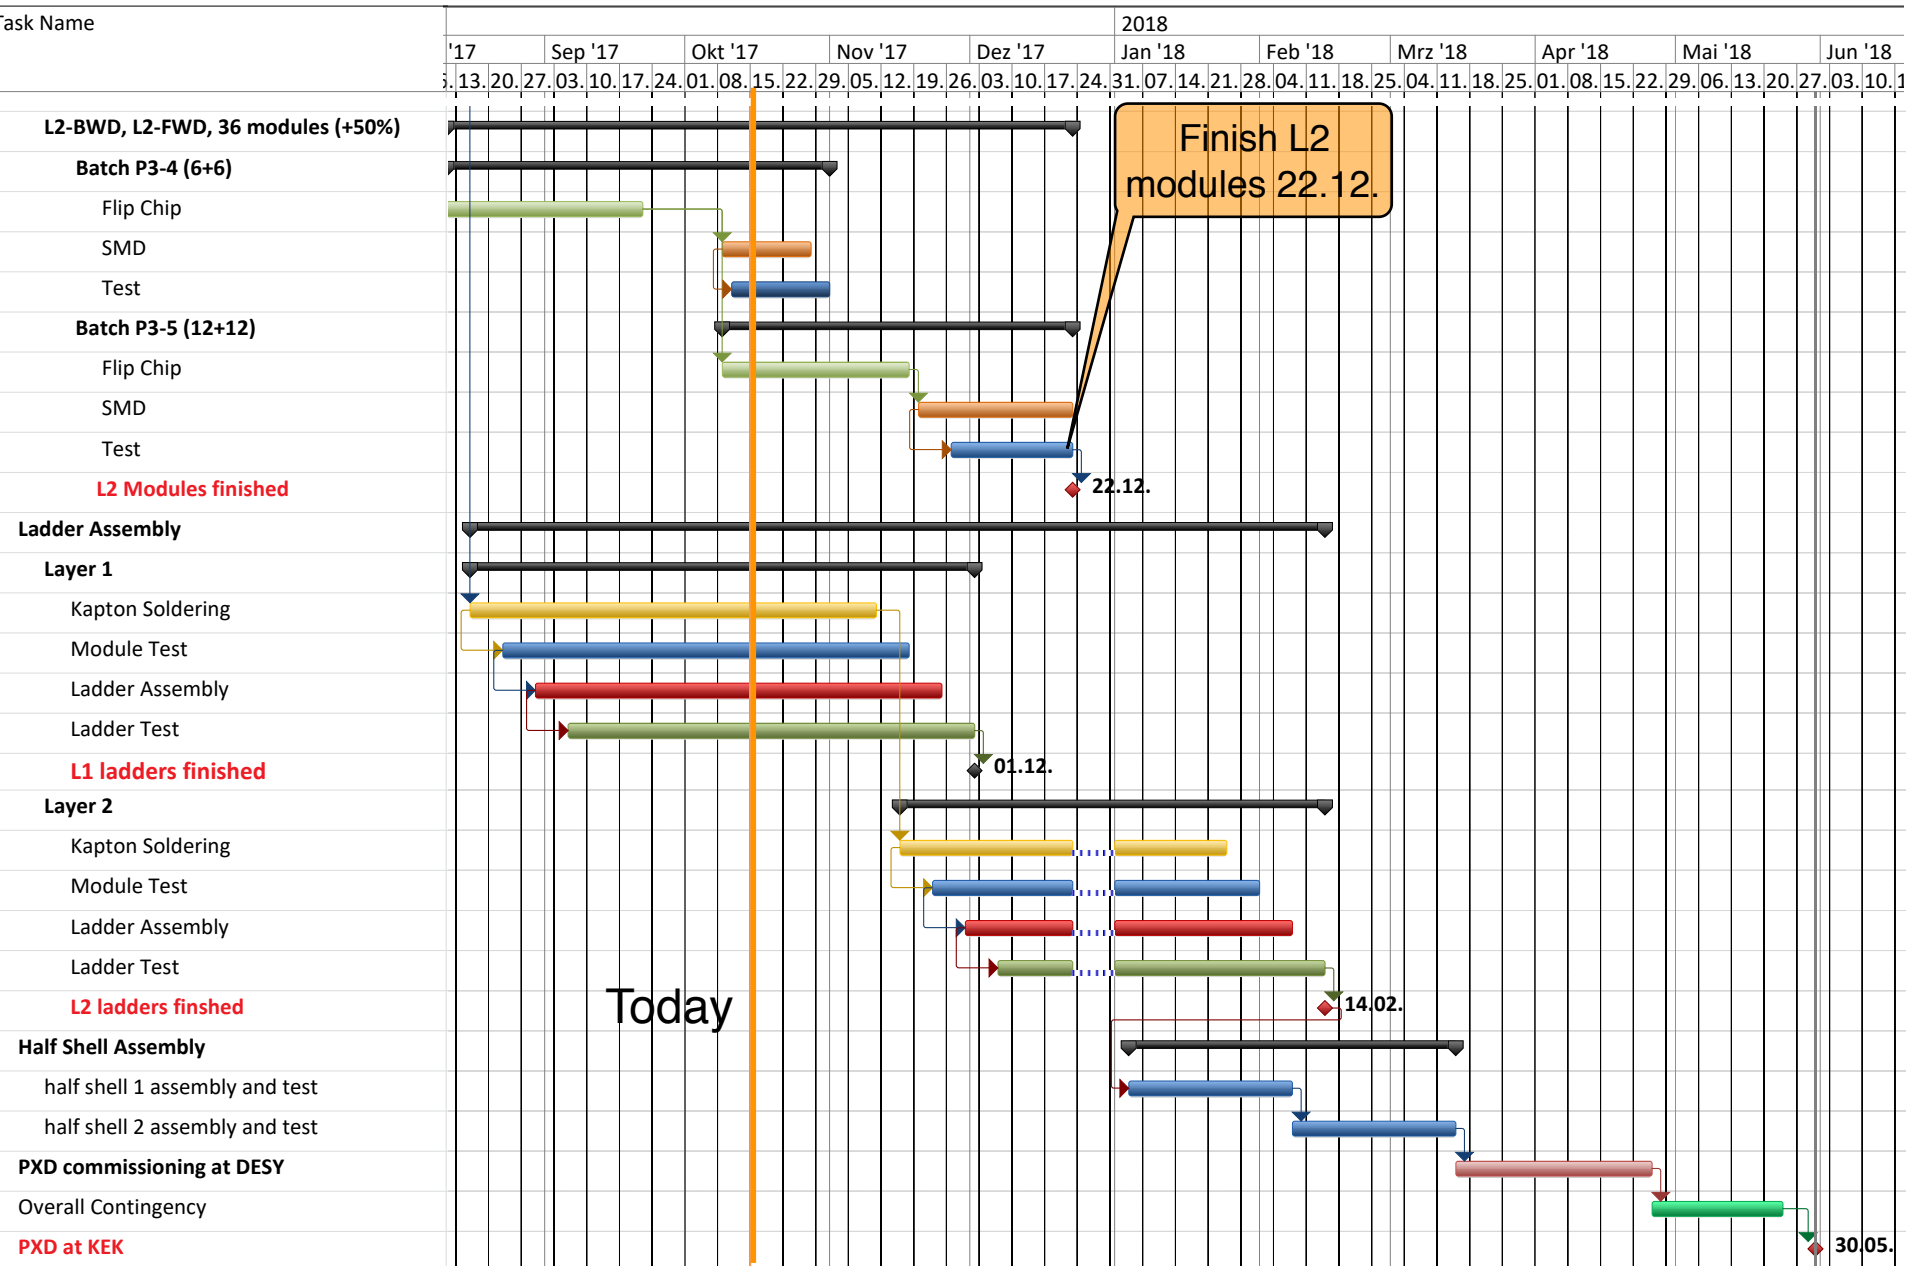 Task Name
2018
'17 Sep '17 Okt '17 Nov '17 Dez '17 Jan '18 Feb '18 Mrz '18 Apr '18 Mai '18 Jun '18
13. 20. 27. 03. 10. 17. 24. 01. 08. 15. 22. 29. 05. 12. 19. 26. 03. 10. 17. 24. 31. 07. 14. 21. 28. 04. 11. 18. 25. 04. 11. 18. 25. 01. 08. 15. 22. 29. 06. 13. 20. 27. 03. 10. 1
L2-BWD, L2-FWD, 36 modules (+50%)
Finish L2
modules 22.12.
Batch P3-4 (6+6)
Flip Chip
SMD
Test
Batch P3-5 (12+12)
Flip Chip
SMD
Test
L2 Modules finished 22.12.
Ladder Assembly
Layer 1
Kapton Soldering
Module Test
Ladder Assembly
Ladder Test
L1 ladders finished 01.12.
Layer 2
Kapton Soldering
Module Test
Ladder Assembly
Ladder Test
L2 ladders finshed 14.02.
Today
Half Shell Assembly
half shell 1 assembly and test
half shell 2 assembly and test
PXD commissioning at DESY
Overall Contingency
PXD at KEK 30.05.